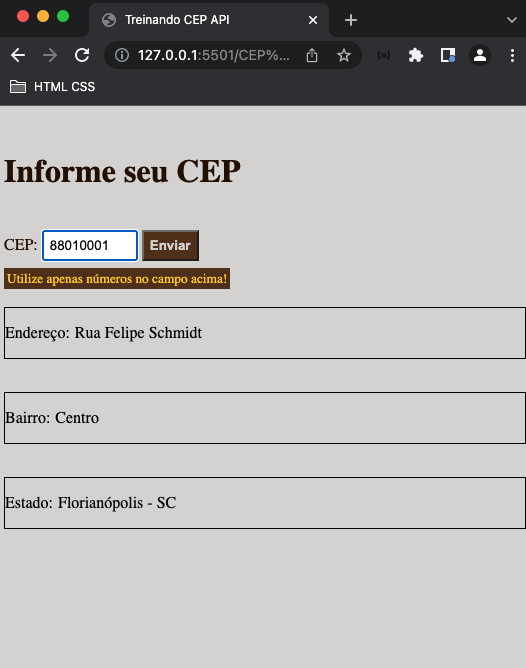 Treinando CEP API
127.0.0.1:5501/CEP%...
HTML CSS
Informe seu CEP
CEP: 88010001 Enviar
Utilize apenas números no campo acima!
Endereço: Rua Felipe Schmidt
Bairro: Centro
Estado: Florianópolis - SC